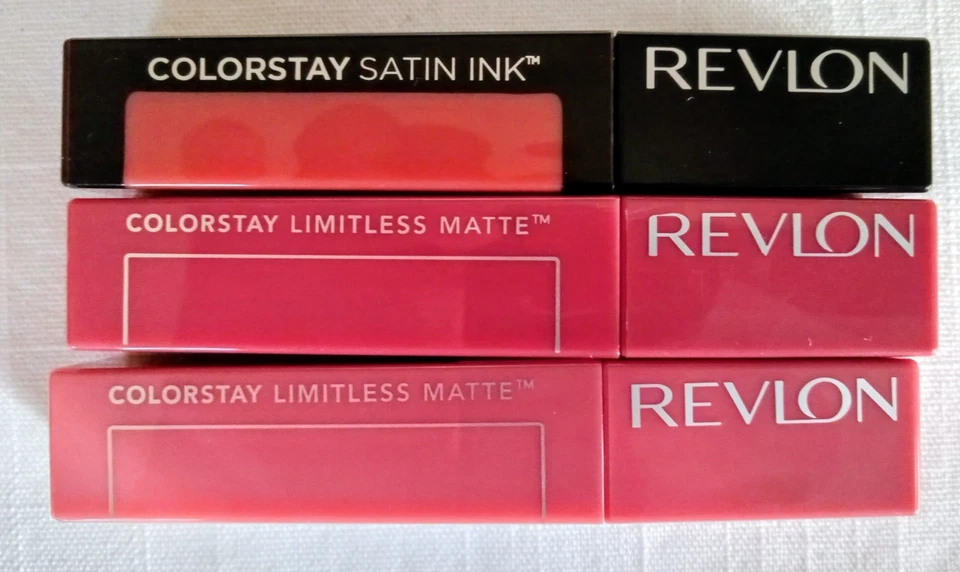 COLORSTAY SATIN INK™ REVLON
COLORSTAY LIMITLESS MATTE™ REVLON
COLORSTAY LIMITLESS MATTE™ REVLON